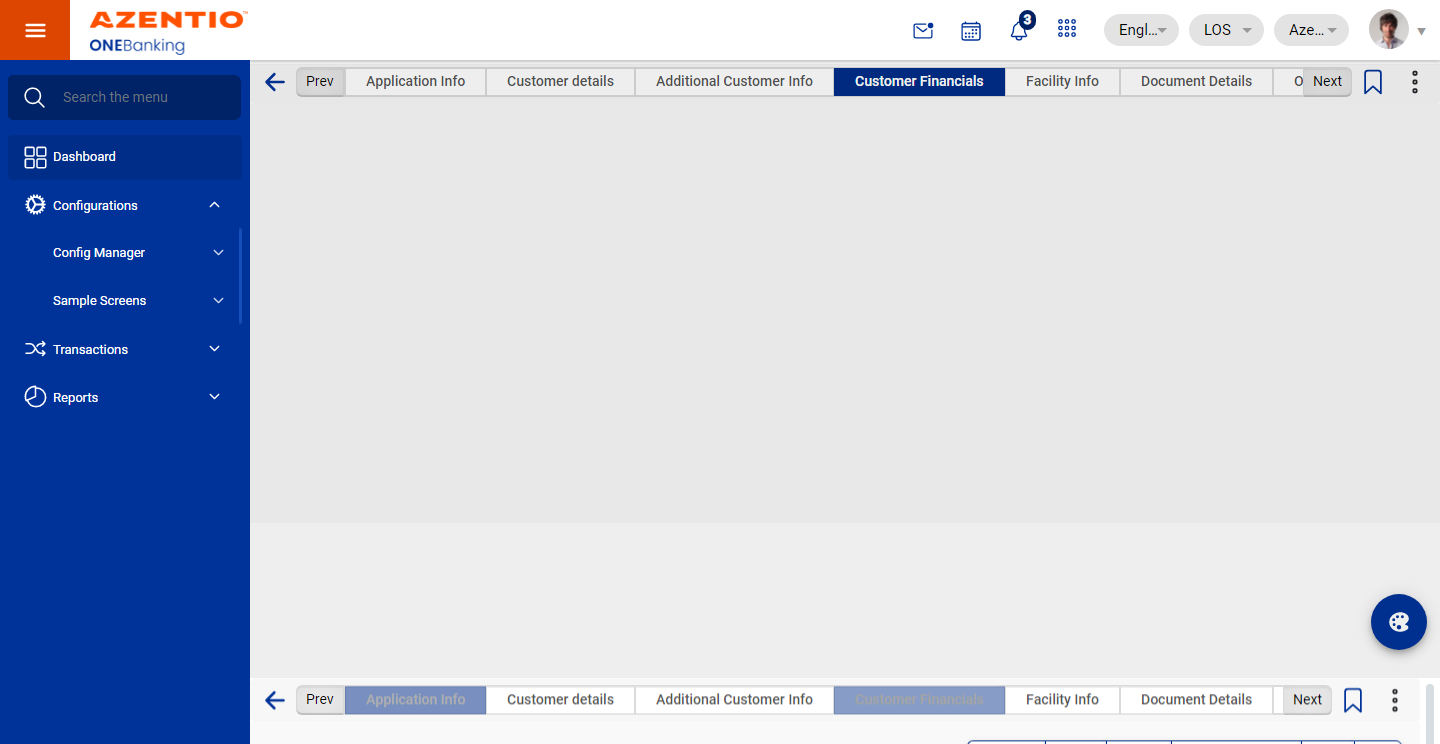 AZENTIO™
ONEBanking
3
Engl...
LOS
Aze...
Search the menu
Dashboard
Configurations
Config Manager
Sample Screens
Transactions
Reports
Prev Application Info Customer details Additional Customer Info Customer Financials Facility Info Document Details O Next
Prev Application Info Customer details Additional Customer Info Customer Financials Facility Info Document Details Next